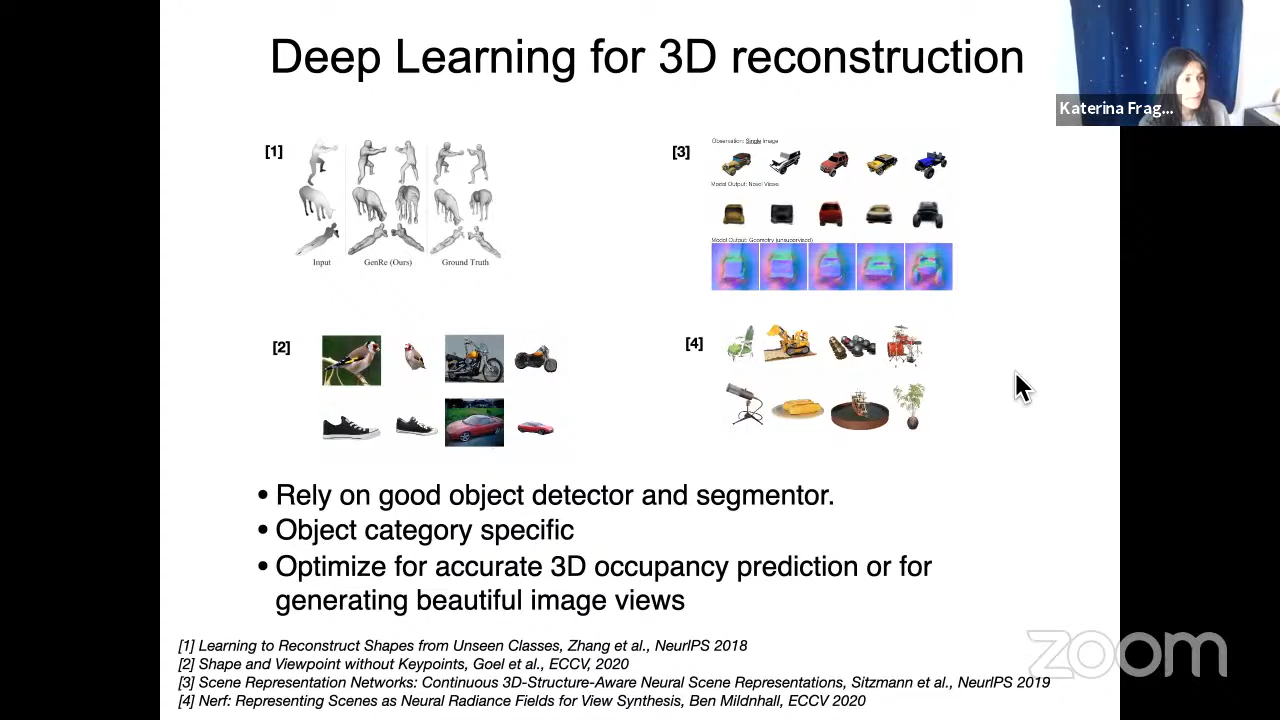 Deep Learning for 3D reconstruction
Katerina Frag...
[1]
Input
GenRe (Ours)
Ground Truth
[3]
Observation: Single Image
Model Output: Novel Views
Model Output: Geometry (unsupervised)
[2]
[4]
• Rely on good object detector and segmentor.
• Object category specific
• Optimize for accurate 3D occupancy prediction or for
generating beautiful image views
[1] Learning to Reconstruct Shapes from Unseen Classes, Zhang et al., NeurIPS 2018
[2] Shape and Viewpoint without Keypoints, Goel et al., ECCV, 2020
[3] Scene Representation Networks: Continuous 3D-Structure-Aware Neural Scene Representations, Sitzmann et al., NeurIPS 2019
[4] Nerf: Representing Scenes as Neural Radiance Fields for View Synthesis, Ben Mildnhall, ECCV 2020
zoom